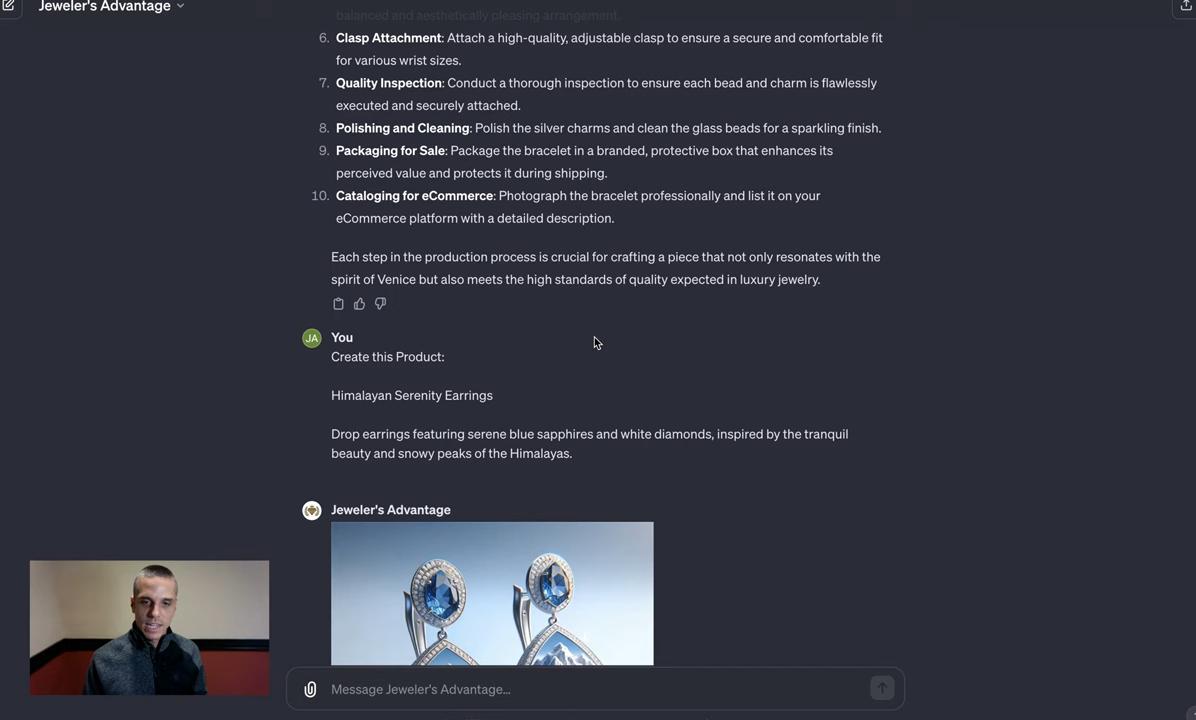 Jeweler's Advantage
balanced and aesthetically pleasing arrangement.
6. Clasp Attachment: Attach a high-quality, adjustable clasp to ensure a secure and comfortable fit
for various wrist sizes.
7. Quality Inspection: Conduct a thorough inspection to ensure each bead and charm is flawlessly
executed and securely attached.
8. Polishing and Cleaning: Polish the silver charms and clean the glass beads for a sparkling finish.
9. Packaging for Sale: Package the bracelet in a branded, protective box that enhances its
perceived value and protects it during shipping.
10. Cataloging for eCommerce: Photograph the bracelet professionally and list it on your
eCommerce platform with a detailed description.
Each step in the production process is crucial for crafting a piece that not only resonates with the
spirit of Venice but also meets the high standards of quality expected in luxury jewelry.
JA You
Create this Product:
Himalayan Serenity Earrings
Drop earrings featuring serene blue sapphires and white diamonds, inspired by the tranquil
beauty and snowy peaks of the Himalayas.
Jeweler's Advantage
Message Jeweler's Advantage...